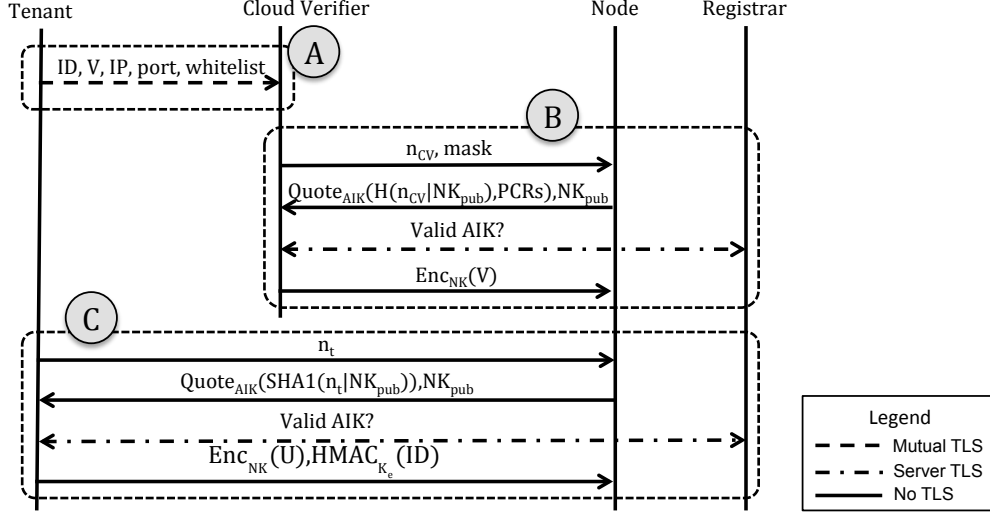 Tenant
Cloud Verifier
Node
Registrar
A
ID, V, IP, port, whitelist
B
n_CV, mask
Quote_AIK(H(n_CV|NK_pub),PCRs),NK_pub
Valid AIK?
Enc_NK(V)
C
n_t
Quote_AIK(SHA1(n_t|NK_pub)),NK_pub
Valid AIK?
Enc_NK(U),HMAC_K_e(ID)
Legend
Mutual TLS
Server TLS
No TLS